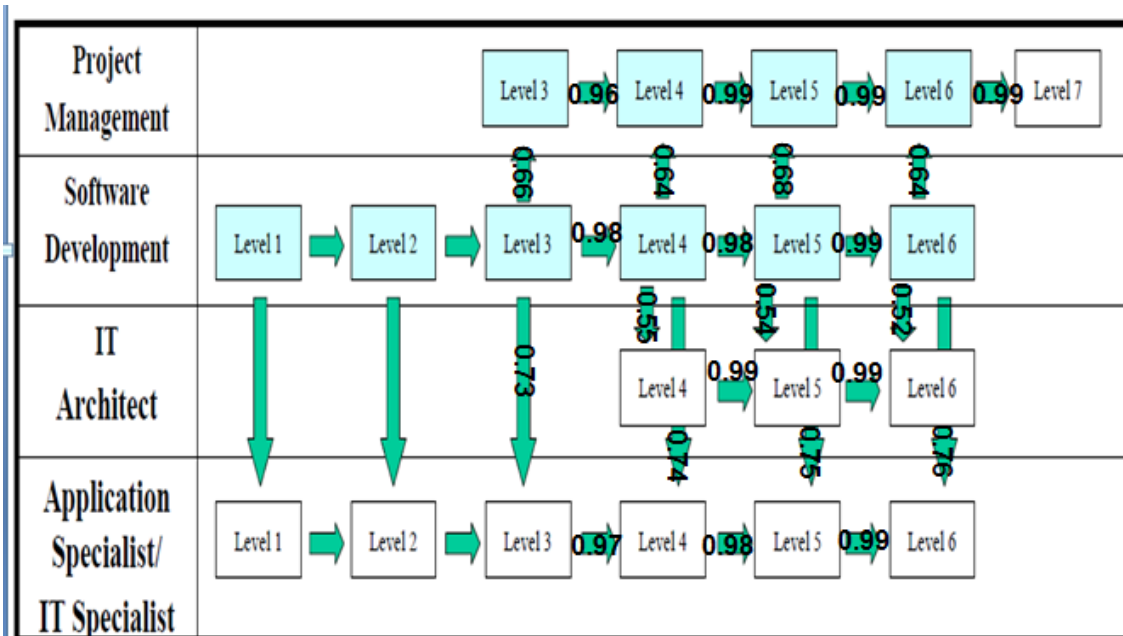 Project
Management
Level 3 0.96 Level 4 0.99 Level 5 0.99 Level 6 0.99 Level 7
0.66 0.64 0.68 0.64
Software
Development
Level 1 Level 2 Level 3 0.98 Level 4 0.98 Level 5 0.99 Level 6
0.55 0.54 0.52
IT
Architect
0.73 Level 4 0.99 Level 5 0.99 Level 6
0.74 0.75 0.76
Application
Specialist/
IT Specialist
Level 1 Level 2 Level 3 0.97 Level 4 0.98 Level 5 0.99 Level 6